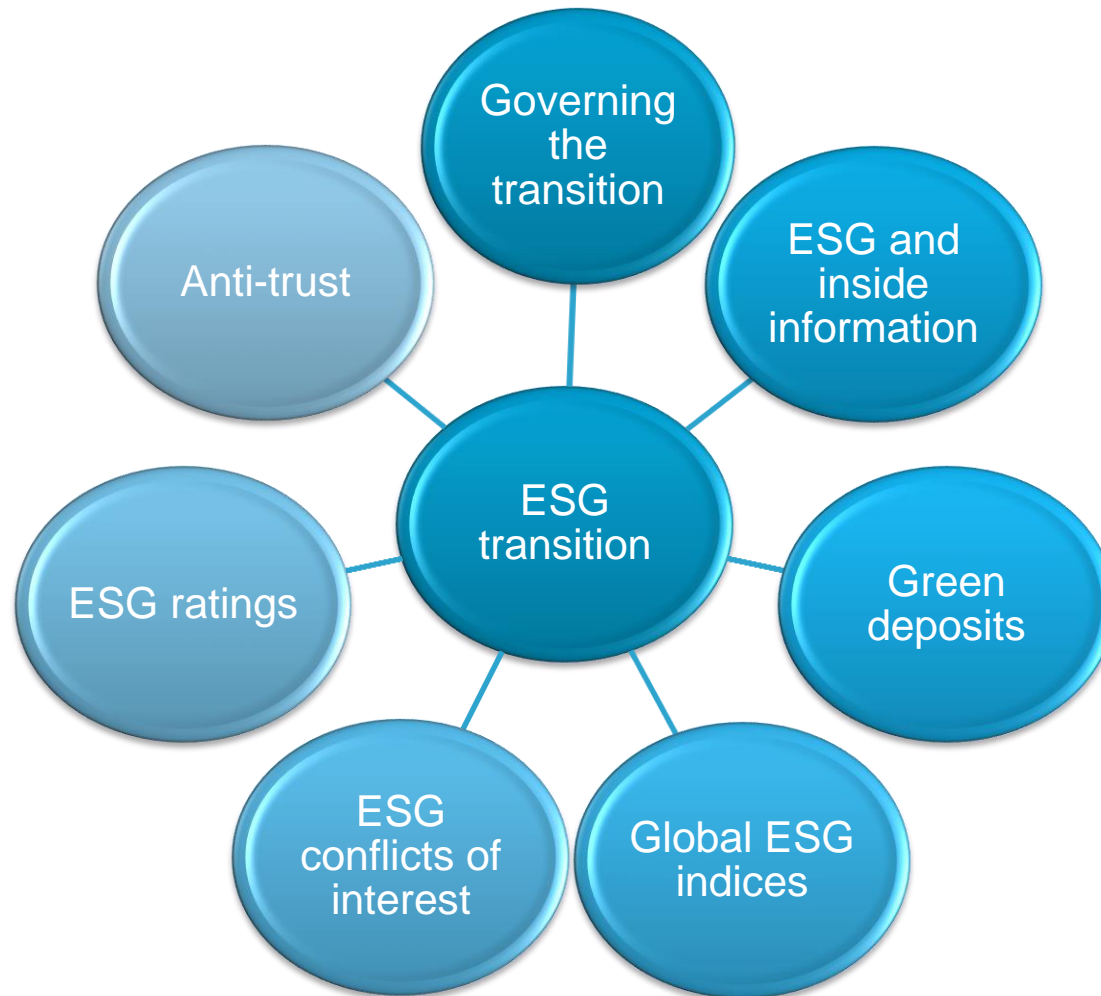 Governing
the
transition
ESG and
inside
information
Green
deposits
Global ESG
indices
ESG
conflicts of
interest
ESG ratings
Anti-trust
ESG
transition